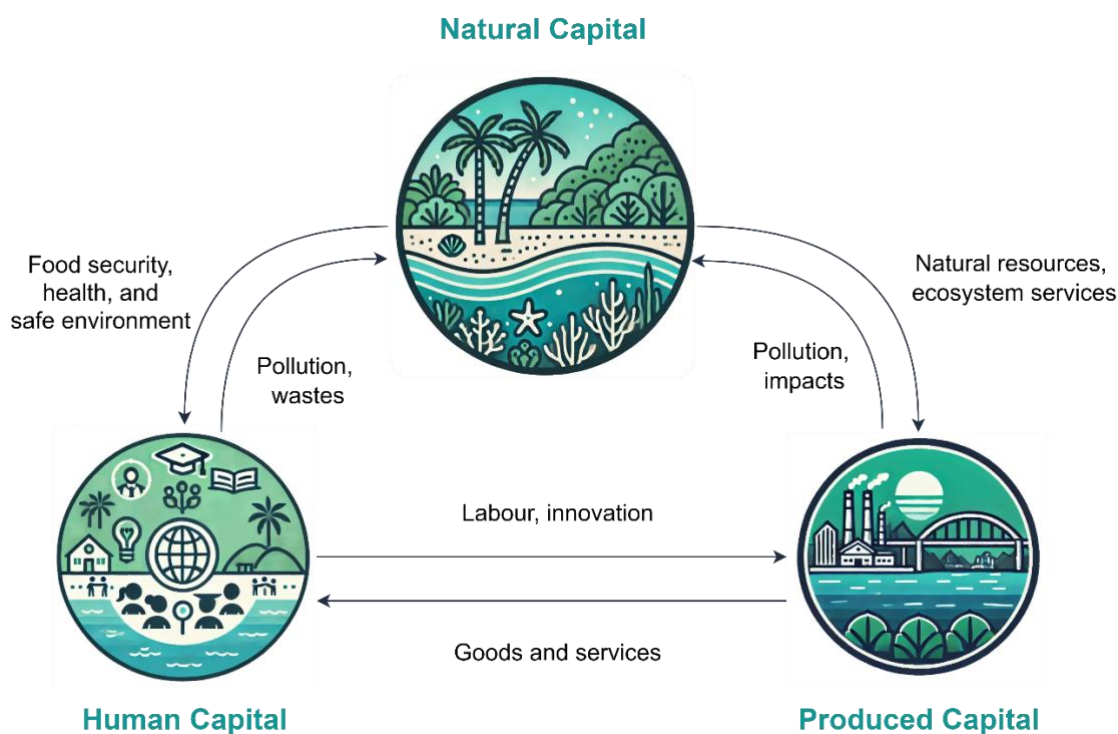 Natural Capital
Food security,
health, and
safe environment
Natural resources,
ecosystem services
Pollution,
wastes
Pollution,
impacts
Labour, innovation
Goods and services
Human Capital
Produced Capital